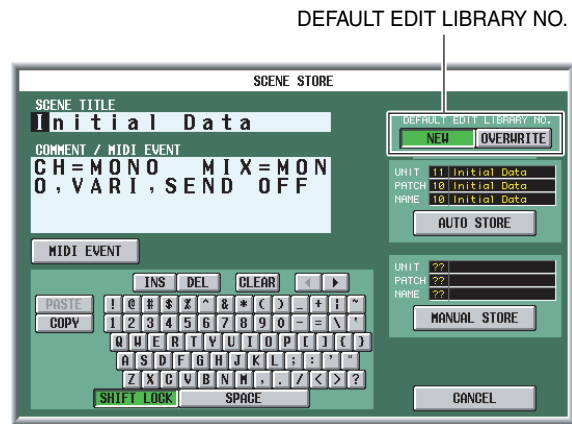 DEFAULT EDIT LIBRARY NO.
SCENE STORE
SCENE TITLE
Initial Data
COMMENT / MIDI EVENT
CH=MONO MIX=MON
O,VARI,SEND OFF
MIDI EVENT
DEFAULT EDIT LIBRARY NO.
NEW OVERWRITE
UNIT 11 Initial Data
PATCH 10 Initial Data
NAME 10 Initial Data
AUTO STORE
UNIT ??
PATCH ??
NAME ??
MANUAL STORE
INS DEL CLEAR
PASTE ! @ # $ % ^ & * ( ) _ + ¦ ~
COPY 1 2 3 4 5 6 7 8 9 0 - = \ '
Q W E R T Y U I O P [ ] { }
A S D F G H J K L ; : ' "
Z X C V B N M , . / < > ?
SHIFT LOCK SPACE
CANCEL